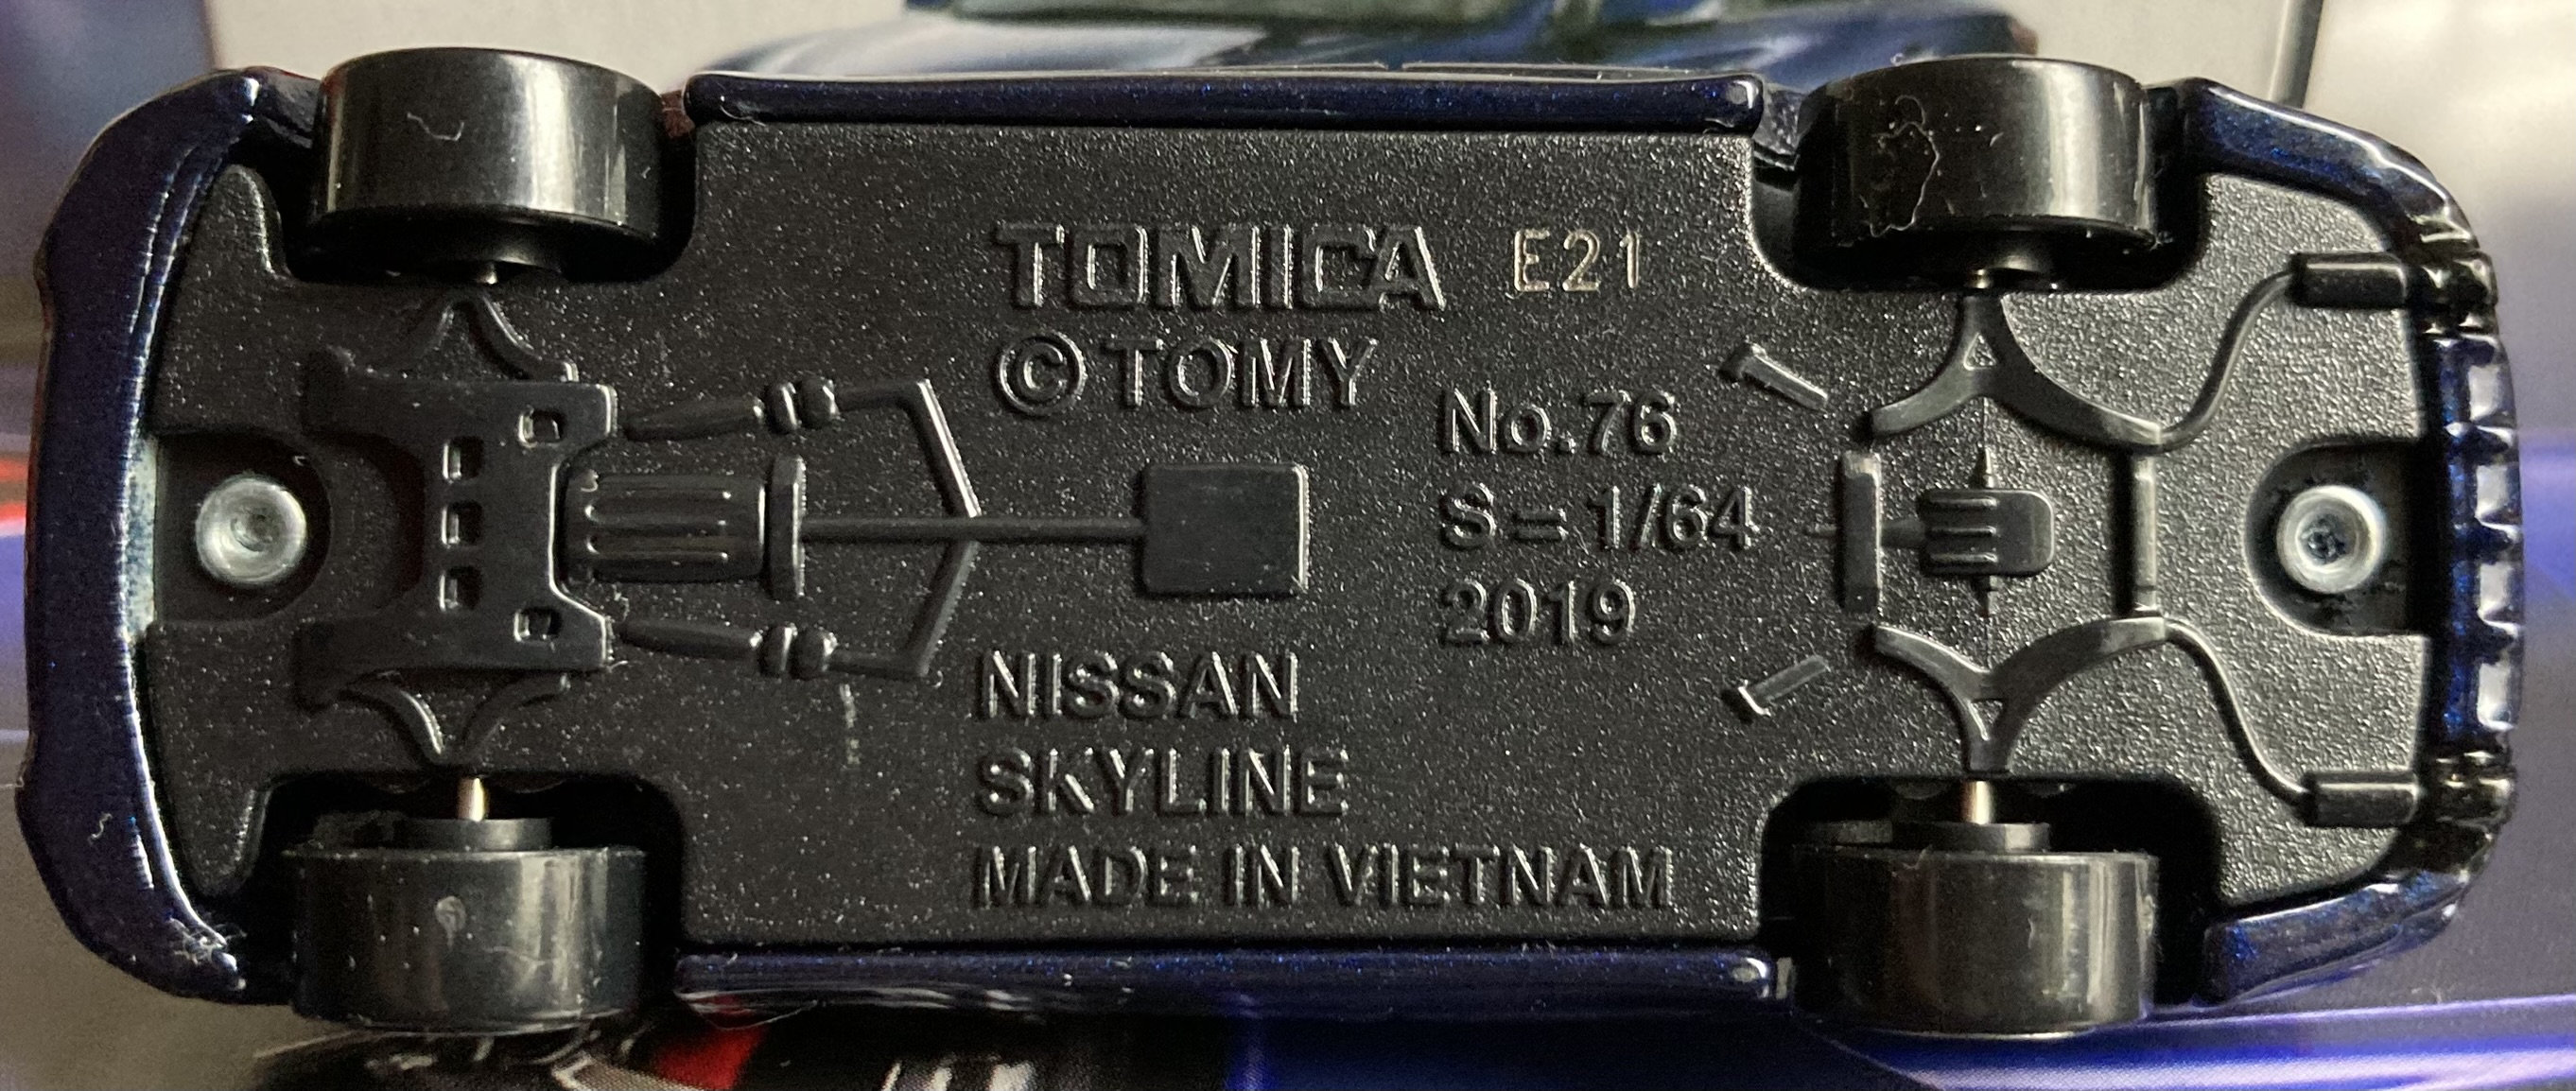 TOMICA E21
© TOMY
No.76
S=1/64
2019
NISSAN
SKYLINE
MADE IN VIETNAM